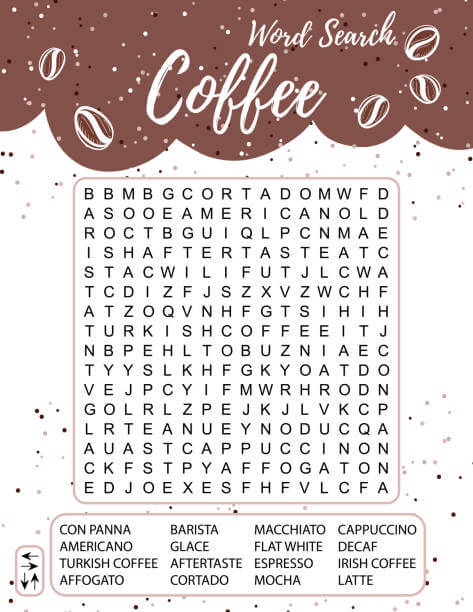 Word Search
Coffee
B B M B G C O R T A D O M W F D
A S O O E A M E R I C A N O L D
R O C T B G U I Q L P C N M A E
I S H A F T E R T A S T E A T C
S T A C W I L I F U T J L C W A
T C D I Z F J S Z X V Z W C H F
A T Z O Q V N H F G T S I H I H
T U R K I S H C O F F E E I T J
N B P E H L T O B U Z N I A E C
T Y Y S L K H F G K Y O A T D O
V E J P C Y I F M W R H R O D N
G O L R L Z P E J K J L V K C P
L R T E A N U E Y N O D U C Q A
A U A S T C A P P U C C I N O N
C K F S T P Y A F F O G A T O N
E D J O E X E S F H F V L C F A
CON PANNA BARISTA MACCHIATO CAPPUCCINO
AMERICANO GLACE FLAT WHITE DECAF
TURKISH COFFEE AFTERTASTE ESPRESSO IRISH COFFEE
AFFOGATO CORTADO MOCHA LATTE